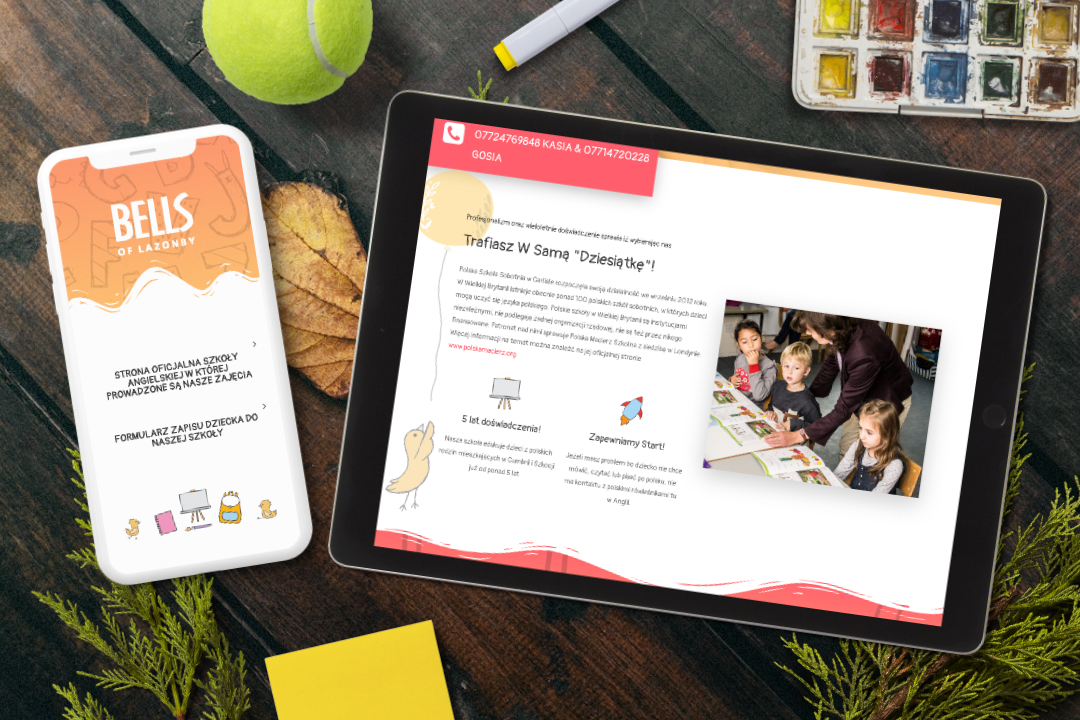 BELLS
OF LAZONBY
STRONA OFICJALNA SZKOŁY
ANGIELSKIEJ W KTÓREJ
PROWADZONE SĄ NASZE ZAJĘCIA
FORMULARZ ZAPISU DZIECKA DO
NASZEJ SZKOŁY
07724769848 KASIA & 07714720228
GOSIA
Profesjonalizm oraz wieloletnie doświadczenie sprawia iż wybierając nas
Trafiasz W Samą "Dziesiątkę"!
Polska Szkoła Sobotnia w Carlisle rozpoczęła swoją działalność we wrześniu 2012 roku.
W Wielkiej Brytanii istnieje obecnie ponad 100 polskich szkół sobotnich, w których dzieci
mogą uczyć się języka polskiego. Polskie szkoły w Wielkiej Brytanii są instytucjami
niezależnymi, nie podlegają żadnej organizacji rządowej, nie są też przez nikogo
finansowane. Patronat nad nimi sprawuje Polska Macierz Szkolna z siedzibą w Londynie.
Więcej informacji na temat można znaleźć na jej oficjalnej stronie
www.polskamacierz.org
5 lat doświadczenia!
Nasza szkoła edukuje dzieci z polskich
rodzin mieszkających w Cumbrii i Szkocji
już od ponad 5 lat.
Zapewniamy Start!
Jeżeli masz problem bo dziecko nie chce
mówić, czytać lub pisać po polsku, nie
ma kontaktu z polskimi rówieśnikami tu
w Anglii.